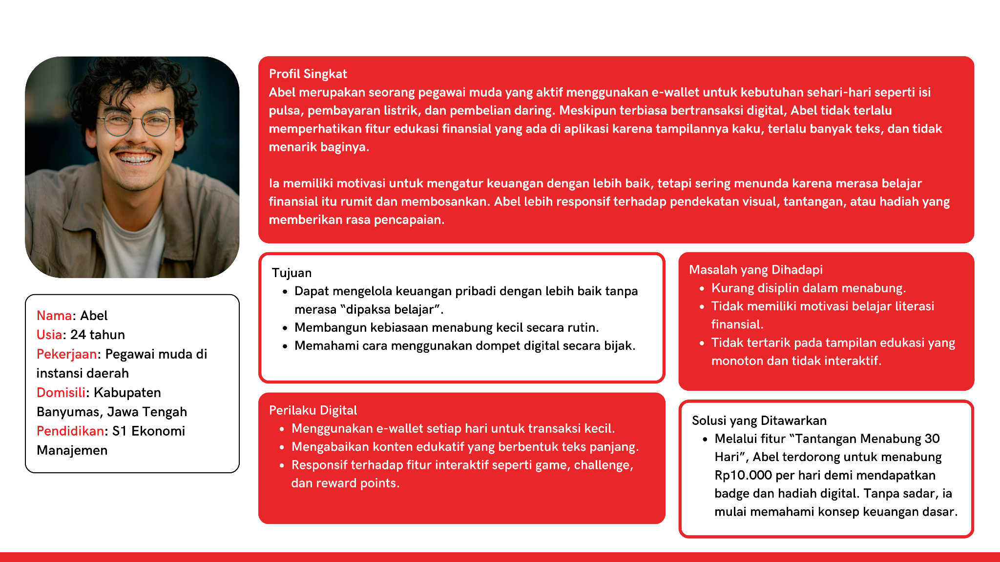 Profil Singkat
Abel merupakan seorang pegawai muda yang aktif menggunakan e-wallet untuk kebutuhan sehari-hari seperti isi
pulsa, pembayaran listrik, dan pembelian daring. Meskipun terbiasa bertransaksi digital, Abel tidak terlalu
memperhatikan fitur edukasi finansial yang ada di aplikasi karena tampilannya kaku, terlalu banyak teks, dan tidak
menarik baginya.
Ia memiliki motivasi untuk mengatur keuangan dengan lebih baik, tetapi sering menunda karena merasa belajar
finansial itu rumit dan membosankan. Abel lebih responsif terhadap pendekatan visual, tantangan, atau hadiah yang
memberikan rasa pencapaian.
Nama: Abel
Usia: 24 tahun
Pekerjaan: Pegawai muda di
instansi daerah
Domisili: Kabupaten
Banyumas, Jawa Tengah
Pendidikan: S1 Ekonomi
Manajemen
Tujuan
• Dapat mengelola keuangan pribadi dengan lebih baik tanpa
merasa “dipaksa belajar”.
• Membangun kebiasaan menabung kecil secara rutin.
• Memahami cara menggunakan dompet digital secara bijak.
Masalah yang Dihadapi
• Kurang disiplin dalam menabung.
• Tidak memiliki motivasi belajar literasi
finansial.
• Tidak tertarik pada tampilan edukasi yang
monoton dan tidak interaktif.
Perilaku Digital
• Menggunakan e-wallet setiap hari untuk transaksi kecil.
• Mengabaikan konten edukatif yang berbentuk teks panjang.
• Responsif terhadap fitur interaktif seperti game, challenge,
dan reward points.
Solusi yang Ditawarkan
• Melalui fitur “Tantangan Menabung 30
Hari”, Abel terdorong untuk menabung
Rp10.000 per hari demi mendapatkan
badge dan hadiah digital. Tanpa sadar, ia
mulai memahami konsep keuangan dasar.